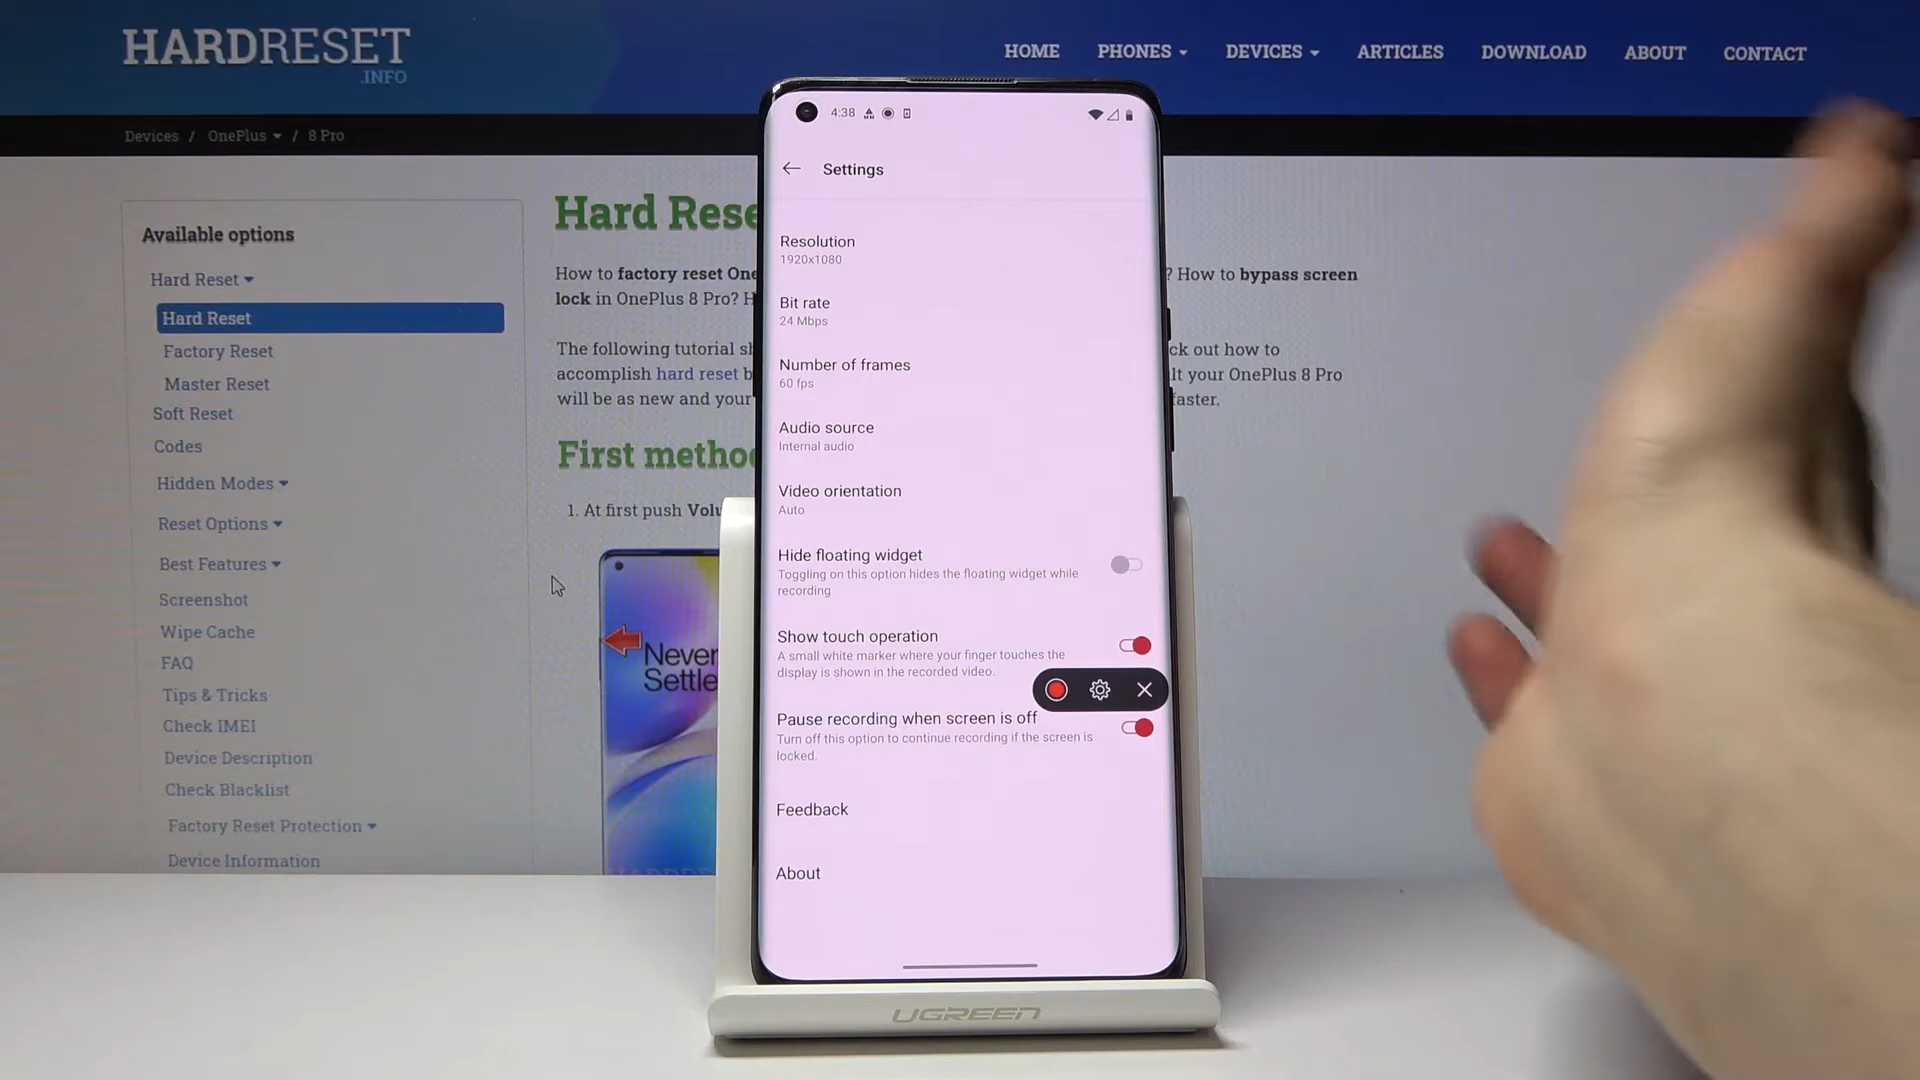 HARDRESET
.INFO
HOME PHONES DEVICES ARTICLES DOWNLOAD ABOUT CONTACT
Devices / OnePlus / 8 Pro
Available options
Hard Reset
Hard Reset
Factory Reset
Master Reset
Soft Reset
Codes
Hidden Modes
Reset Options
Best Features
Screenshot
Wipe Cache
FAQ
Tips & Tricks
Check IMEI
Device Description
Check Blacklist
Factory Reset Protection
Device Information
Hard Rese
How to factory reset One ? How to bypass screen
lock in OnePlus 8 Pro? H
The following tutorial sh ck out how to
accomplish hard reset b lt your OnePlus 8 Pro
will be as new and your faster.
First metho
1. At first push Volu
Never
Settle
4:38
Settings
Resolution
1920x1080
Bit rate
24 Mbps
Number of frames
60 fps
Audio source
Internal audio
Video orientation
Auto
Hide floating widget
Toggling on this option hides the floating widget while
recording
Show touch operation
A small white marker where your finger touches the
display is shown in the recorded video.
Pause recording when screen is off
Turn off this option to continue recording if the screen is
locked.
Feedback
About
UGREEN